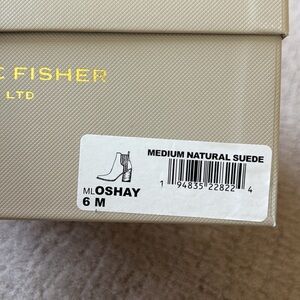 C FISHER
LTD
MEDIUM NATURAL SUEDE
1 94835 22822 4
MLOSHAY
6 M